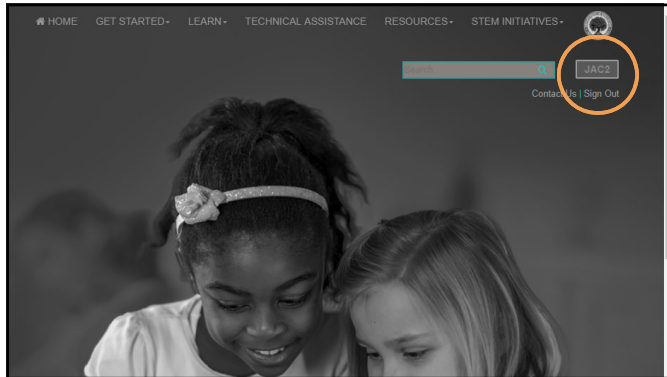 HOME GET STARTED LEARN TECHNICAL ASSISTANCE RESOURCES STEM INITIATIVES
Search JAC2
Contact Us | Sign Out